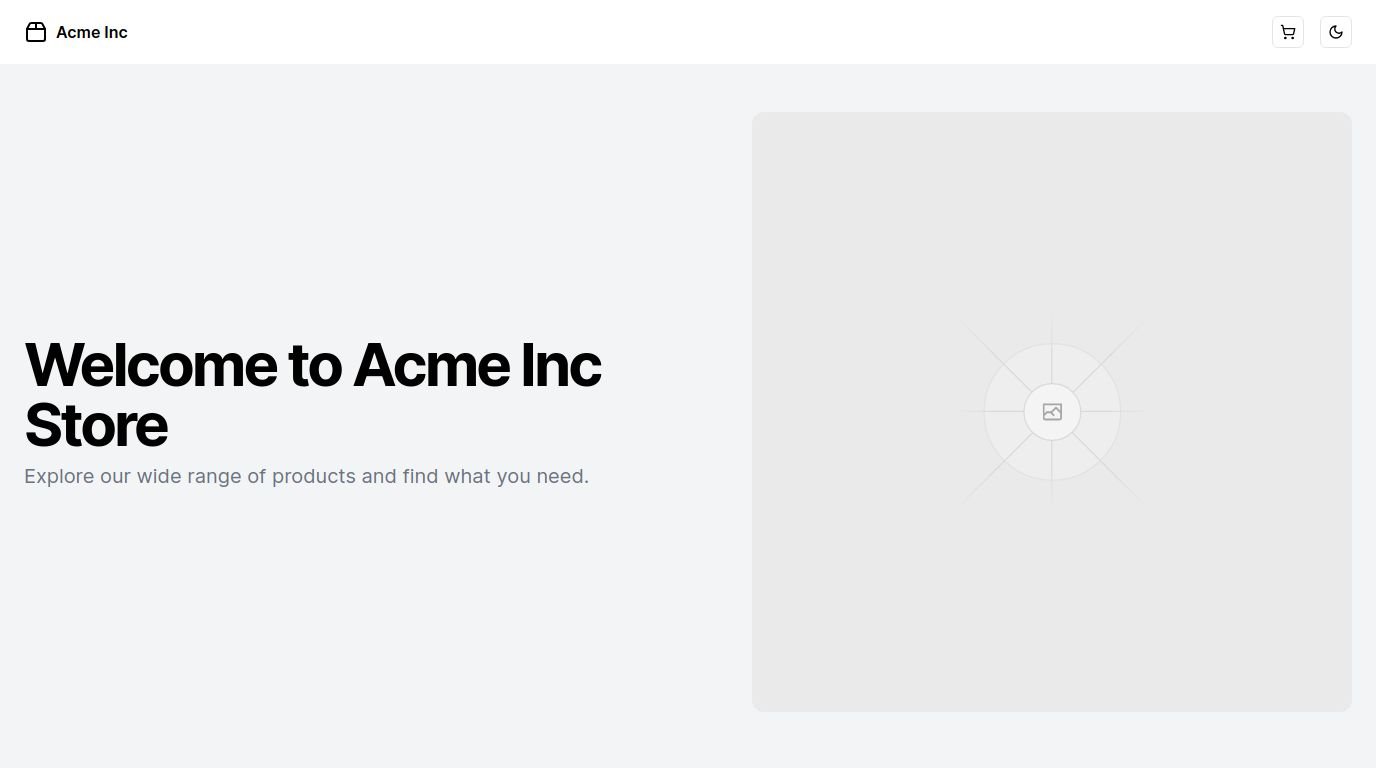 Acme Inc
Welcome to Acme Inc
Store
Explore our wide range of products and find what you need.